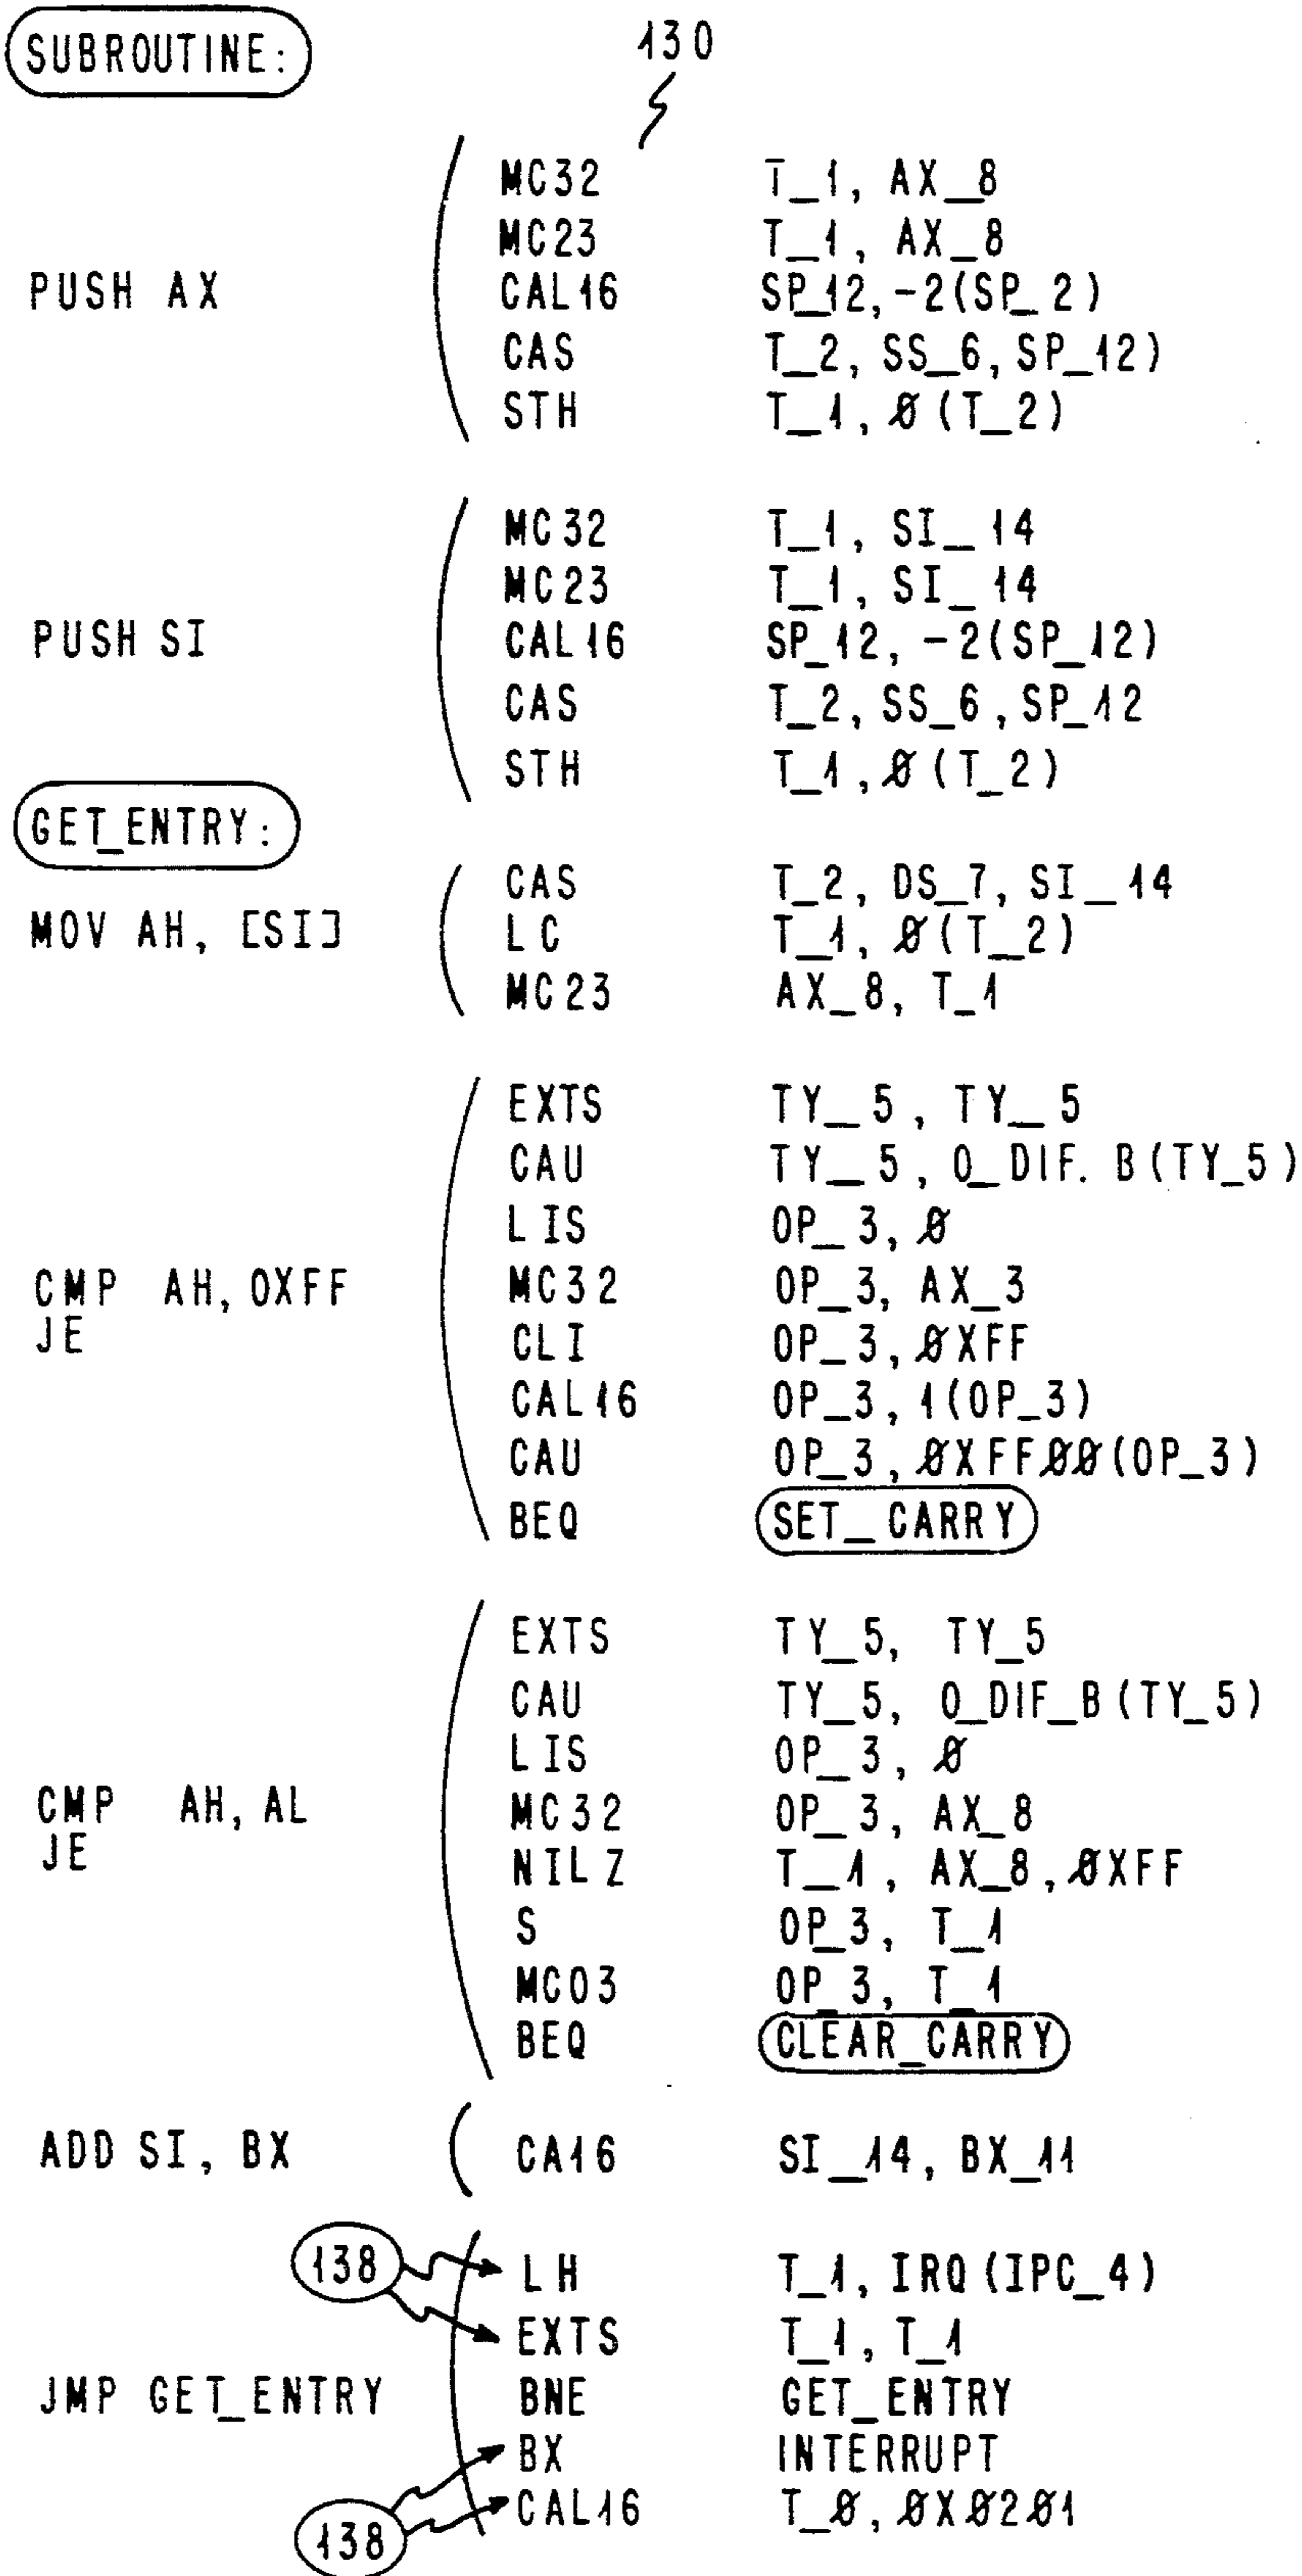 SUBROUTINE:
130
MC32 T_1, AX_8
MC23 T_1, AX_8
PUSH AX CAL16 SP_12,-2(SP_2)
CAS T_2, SS_6, SP_12)
STH T_1, 0(T_2)
MC32 T_1, SI_14
MC23 T_1, SI_14
PUSH SI CAL16 SP_12, -2(SP_12)
CAS T_2, SS_6, SP_12
STH T_1, 0(T_2)
GET_ENTRY:
CAS T_2, DS_7, SI_14
MOV AH, [SI] LC T_1, 0(T_2)
MC23 AX_8, T_1
EXTS TY_5, TY_5
CAU TY_5, O_DIF.B(TY_5)
LIS OP_3, 0
CMP AH, OXFF MC32 OP_3, AX_3
JE CLI OP_3, 0XFF
CAL16 OP_3, 1(OP_3)
CAU OP_3, 0XFF00(OP_3)
BEQ SET_CARRY
EXTS TY_5, TY_5
CAU TY_5, O_DIF_B(TY_5)
LIS OP_3, 0
CMP AH, AL MC32 OP_3, AX_8
JE NILZ T_1, AX_8, 0XFF
S OP_3, T_1
MC03 OP_3, T_1
BEQ CLEAR_CARRY
ADD SI, BX CA16 SI_14, BX_11
138 LH T_1, IRQ(IPC_4)
EXTS T_1, T_1
JMP GET_ENTRY BNE GET_ENTRY
BX INTERRUPT
138 CAL16 T_0, 0X0201